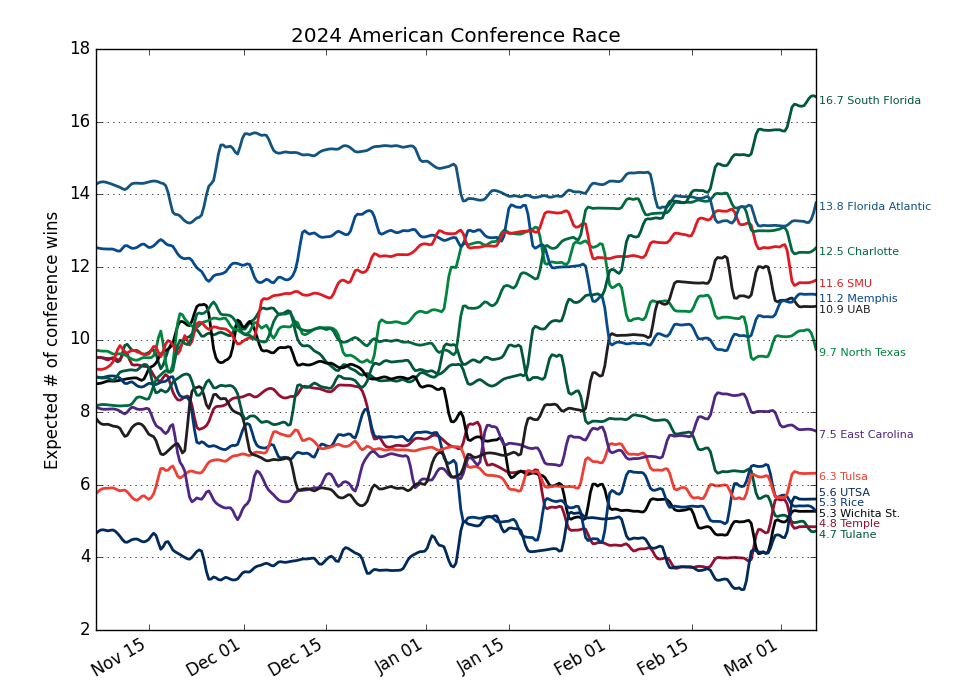 2024 American Conference Race
Expected # of conference wins
18
16
14
12
10
8
6
4
2
Nov 15
Dec 01
Dec 15
Jan 01
Jan 15
Feb 01
Feb 15
Mar 01
16.7 South Florida
13.8 Florida Atlantic
12.5 Charlotte
11.6 SMU
11.2 Memphis
10.9 UAB
9.7 North Texas
7.5 East Carolina
6.3 Tulsa
5.6 UTSA
5.3 Rice
5.3 Wichita St.
4.8 Temple
4.7 Tulane